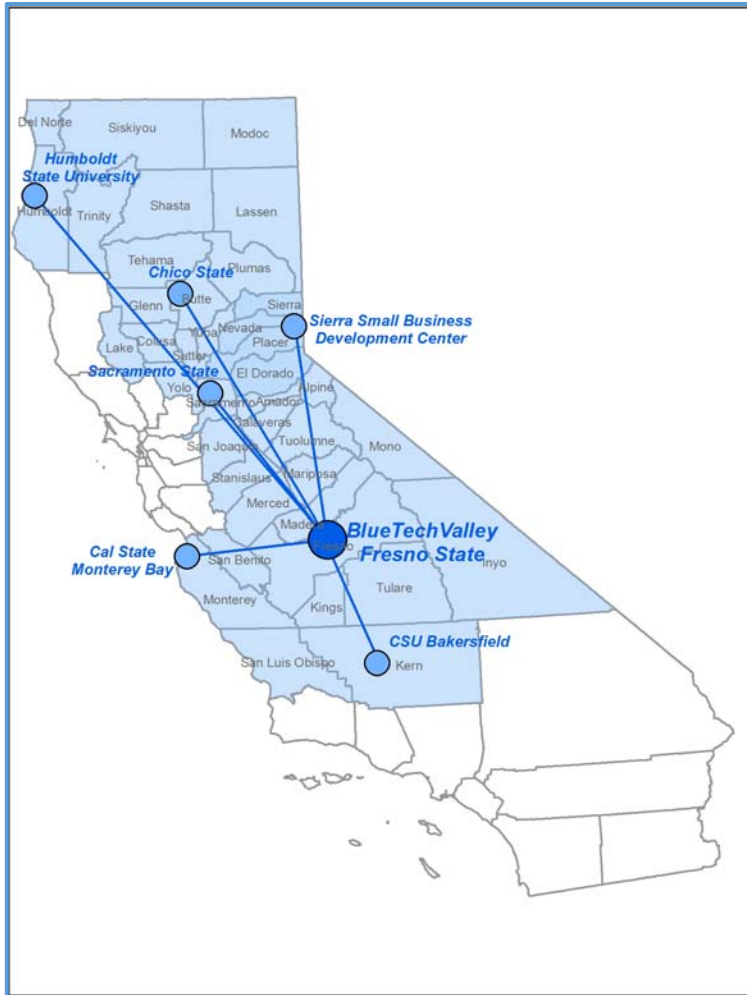 Del Norte
Siskiyou
Modoc
Humboldt
State University
Humboldt
Trinity
Shasta
Lassen
Tehama
Plumas
Chico State
Butte
Glenn
Sierra
Sierra Small Business
Development Center
Nevada
Yuba
Placer
Lake
Colusa
Sutter
Sacramento State
El Dorado
Yolo
Alpine
Sacramento
Amador
Calaveras
Mono
Tuolumne
San Joaquin
Stanislaus
Mariposa
Merced
Madera
BlueTechValley
Fresno State
Fresno
Cal State
Monterey Bay
San Benito
Inyo
Tulare
Monterey
Kings
CSU Bakersfield
San Luis Obispo
Kern